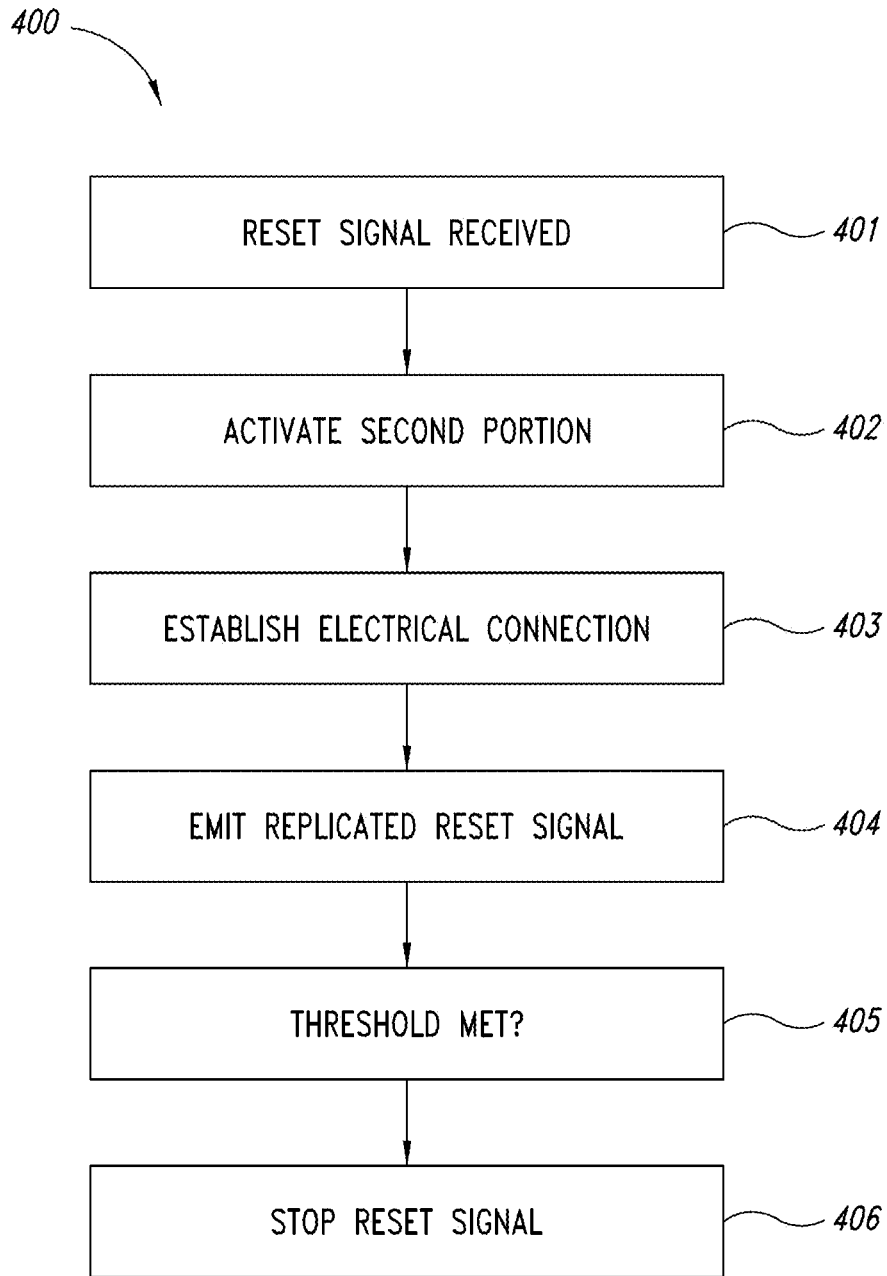 400
RESET SIGNAL RECEIVED 401
ACTIVATE SECOND PORTION 402
ESTABLISH ELECTRICAL CONNECTION 403
EMIT REPLICATED RESET SIGNAL 404
THRESHOLD MET? 405
STOP RESET SIGNAL 406